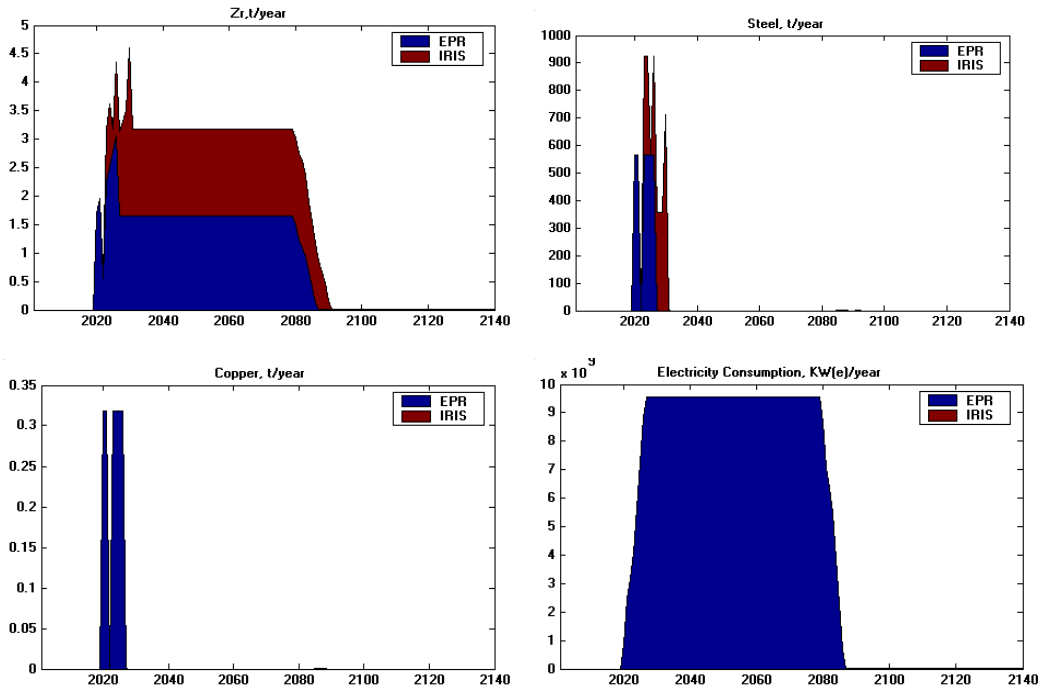 Zr,t/year
5
4.5
4
3.5
3
2.5
2
1.5
1
0.5
0
EPR
IRIS
2020 2040 2060 2080 2100 2120 2140
Steel, t/year
1000
900
800
700
600
500
400
300
200
100
0
EPR
IRIS
2020 2040 2060 2080 2100 2120 2140
Copper, t/year
0.35
0.3
0.25
0.2
0.15
0.1
0.05
0
EPR
IRIS
2020 2040 2060 2080 2100 2120 2140
x 10^9 Electricity Consumption, KW(e)/year
10
9
8
7
6
5
4
3
2
1
0
EPR
IRIS
2020 2040 2060 2080 2100 2120 2140